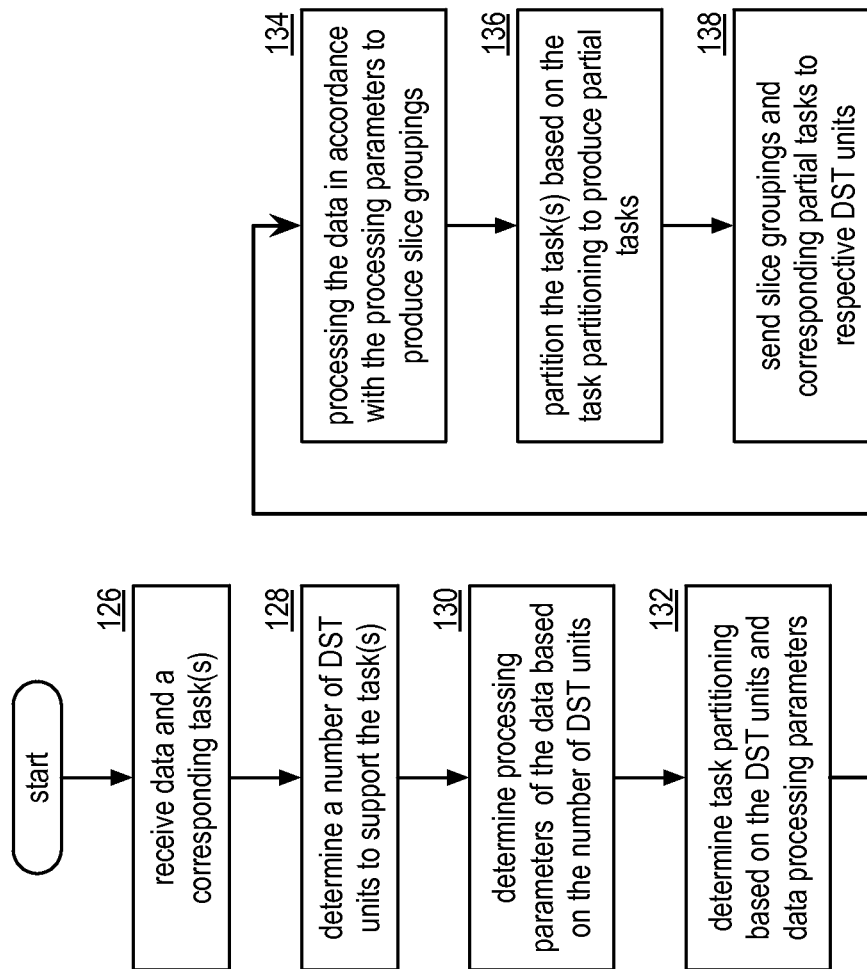 start
126
receive data and a
corresponding task(s)
128
determine a number of DST
units to support the task(s)
130
determine processing
parameters of the data based
on the number of DST units
132
determine task partitioning
based on the DST units and
data processing parameters
134
processing the data in accordance
with the processing parameters to
produce slice groupings
136
partition the task(s) based on the
task partitioning to produce partial
tasks
138
send slice groupings and
corresponding partial tasks to
respective DST units